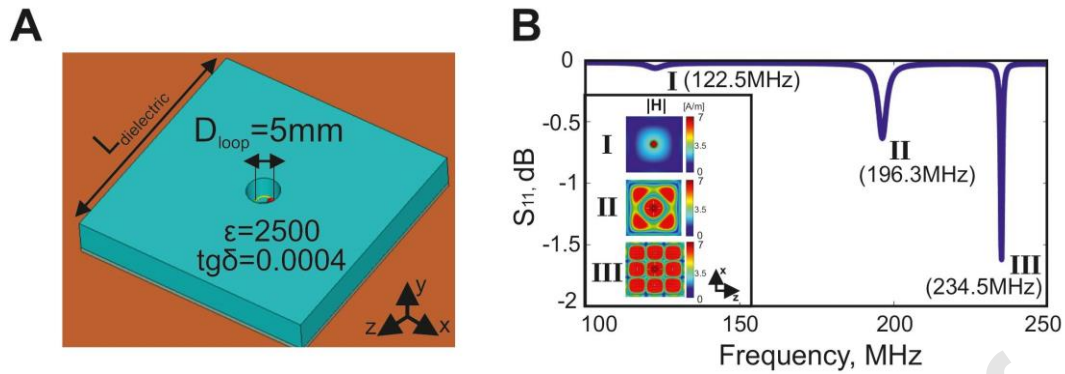 A
L dielectric
D loop =5mm
ε=2500
tgδ=0.0004
y
z
x
B
0
-0.5
-1
-1.5
-2
S11, dB
I (122.5MHz)
II
(196.3MHz)
III
(234.5MHz)
|H| [A/m]
I
7
3.5
0
II
7
3.5
0
III
7
3.5
0
x
z
100 150 200 250
Frequency, MHz